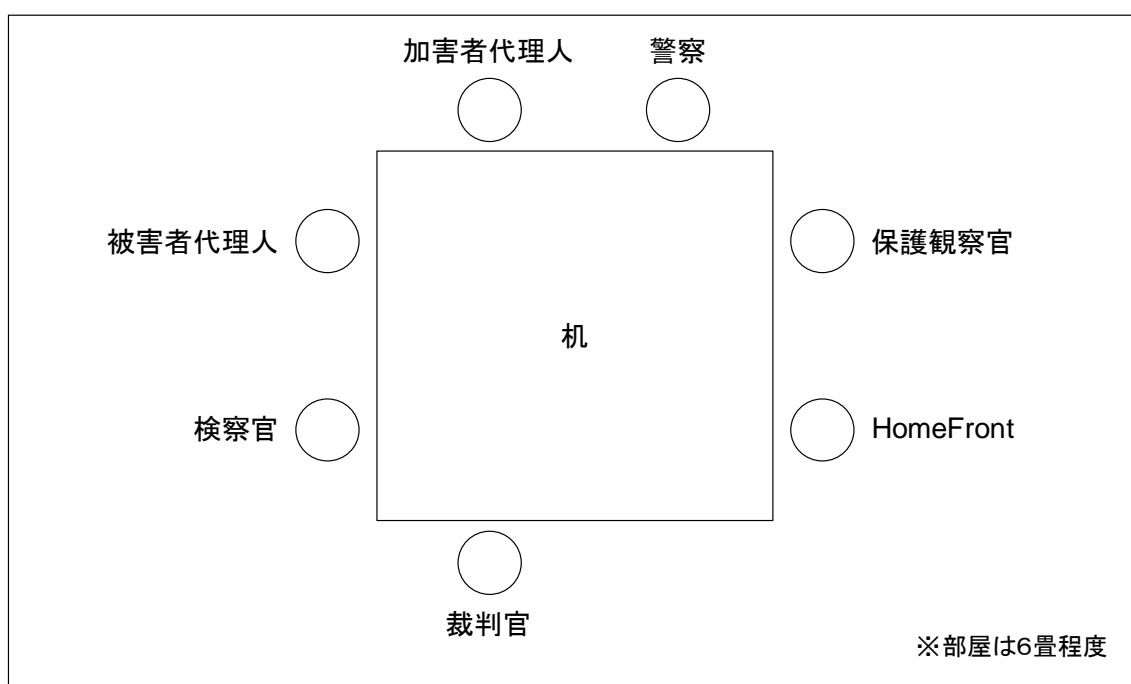 加害者代理人
警察
被害者代理人
保護観察官
机
検察官
HomeFront
裁判官
※部屋は6畳程度